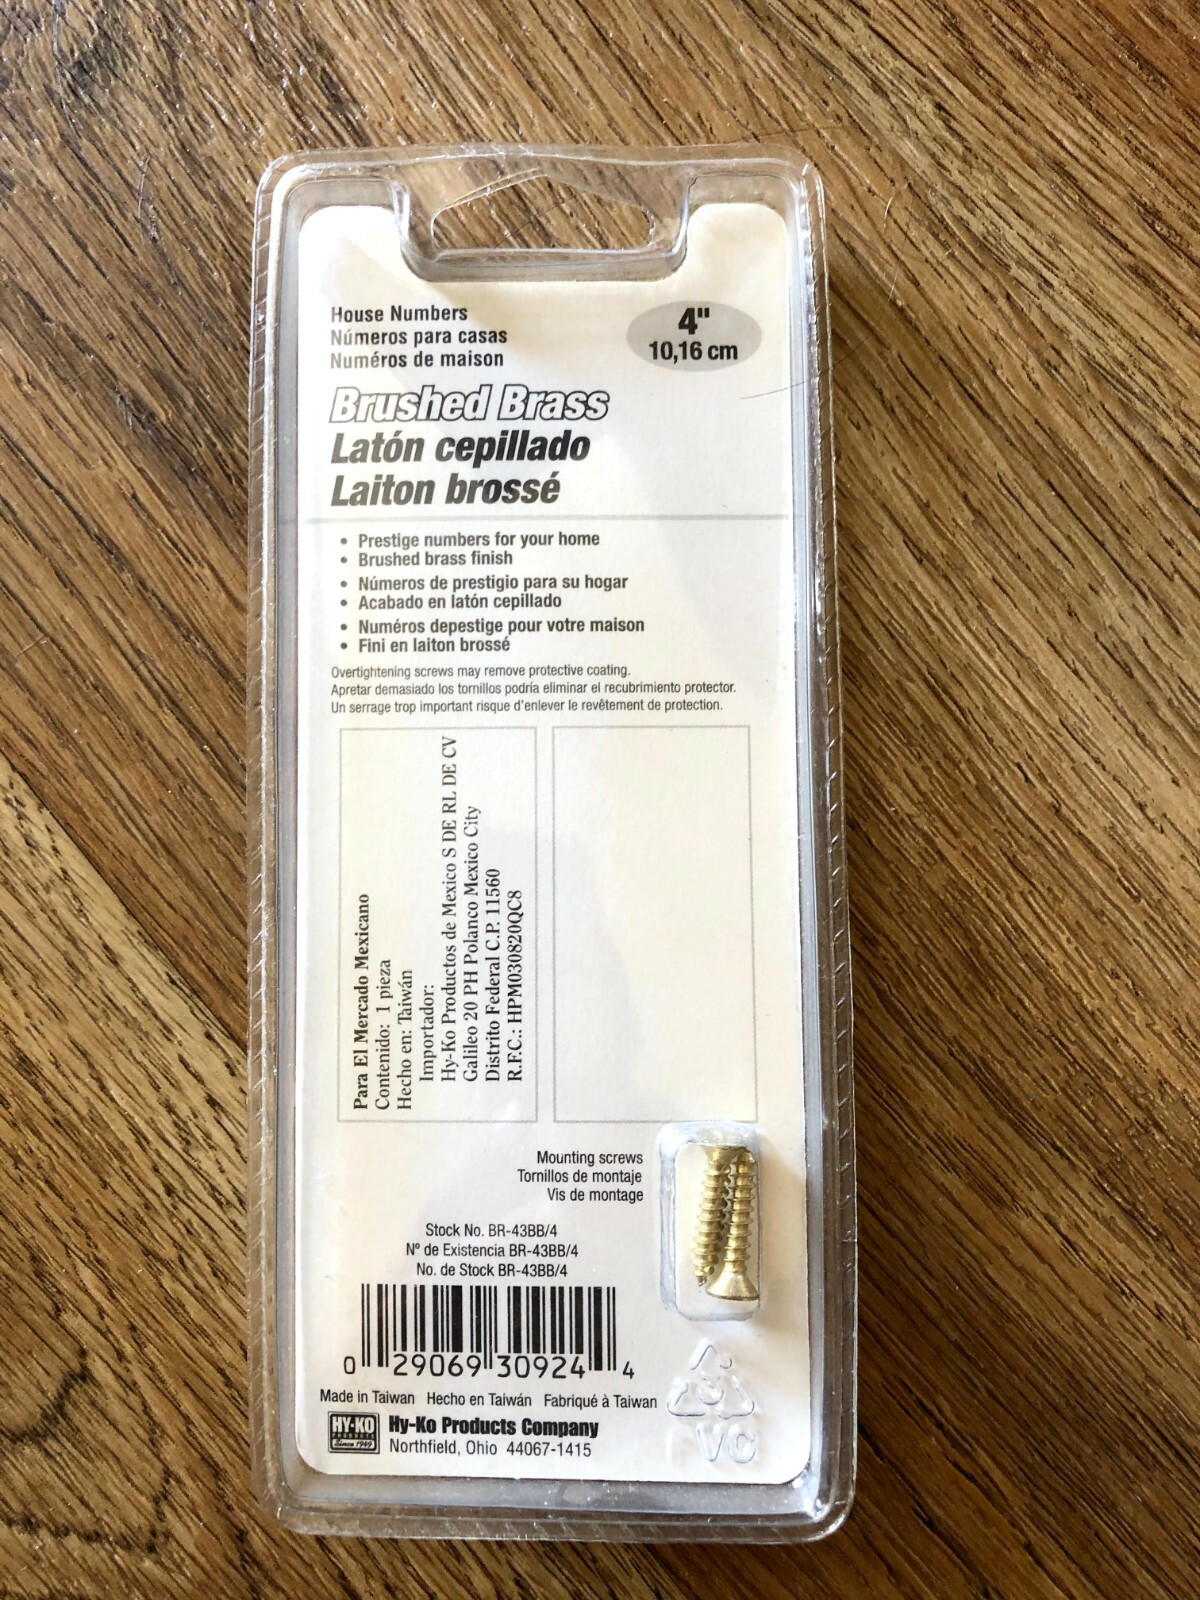 House Numbers
Números para casas
Numéros de maison
4"
10,16 cm
Brushed Brass
Latón cepillado
Laiton brossé
• Prestige numbers for your home
• Brushed brass finish
• Números de prestigio para su hogar
• Acabado en latón cepillado
• Numéros depestige pour votre maison
• Fini en laiton brossé
Overtightening screws may remove protective coating.
Apretar demasiado los tornillos podría eliminar el recubrimiento protector.
Un serrage trop important risque d'enlever le revêtement de protection.
Para El Mercado Mexicano
Contenido: 1 pieza
Hecho en: Taiwán
Importador:
Hy-Ko Productos de Mexico S DE RL DE CV
Galileo 20 PH Polanco Mexico City
Distrito Federal C.P. 11560
R.F.C.: HPM030820QC8
Mounting screws
Tornillos de montaje
Vis de montage
Stock No. BR-43BB/4
Nº de Existencia BR-43BB/4
No. de Stock BR-43BB/4
0 29069 30924 4
Made in Taiwan Hecho en Taiwán Fabriqué à Taiwan
HY-KO
PRODUCTS
Since 1949
Hy-Ko Products Company
Northfield, Ohio 44067-1415